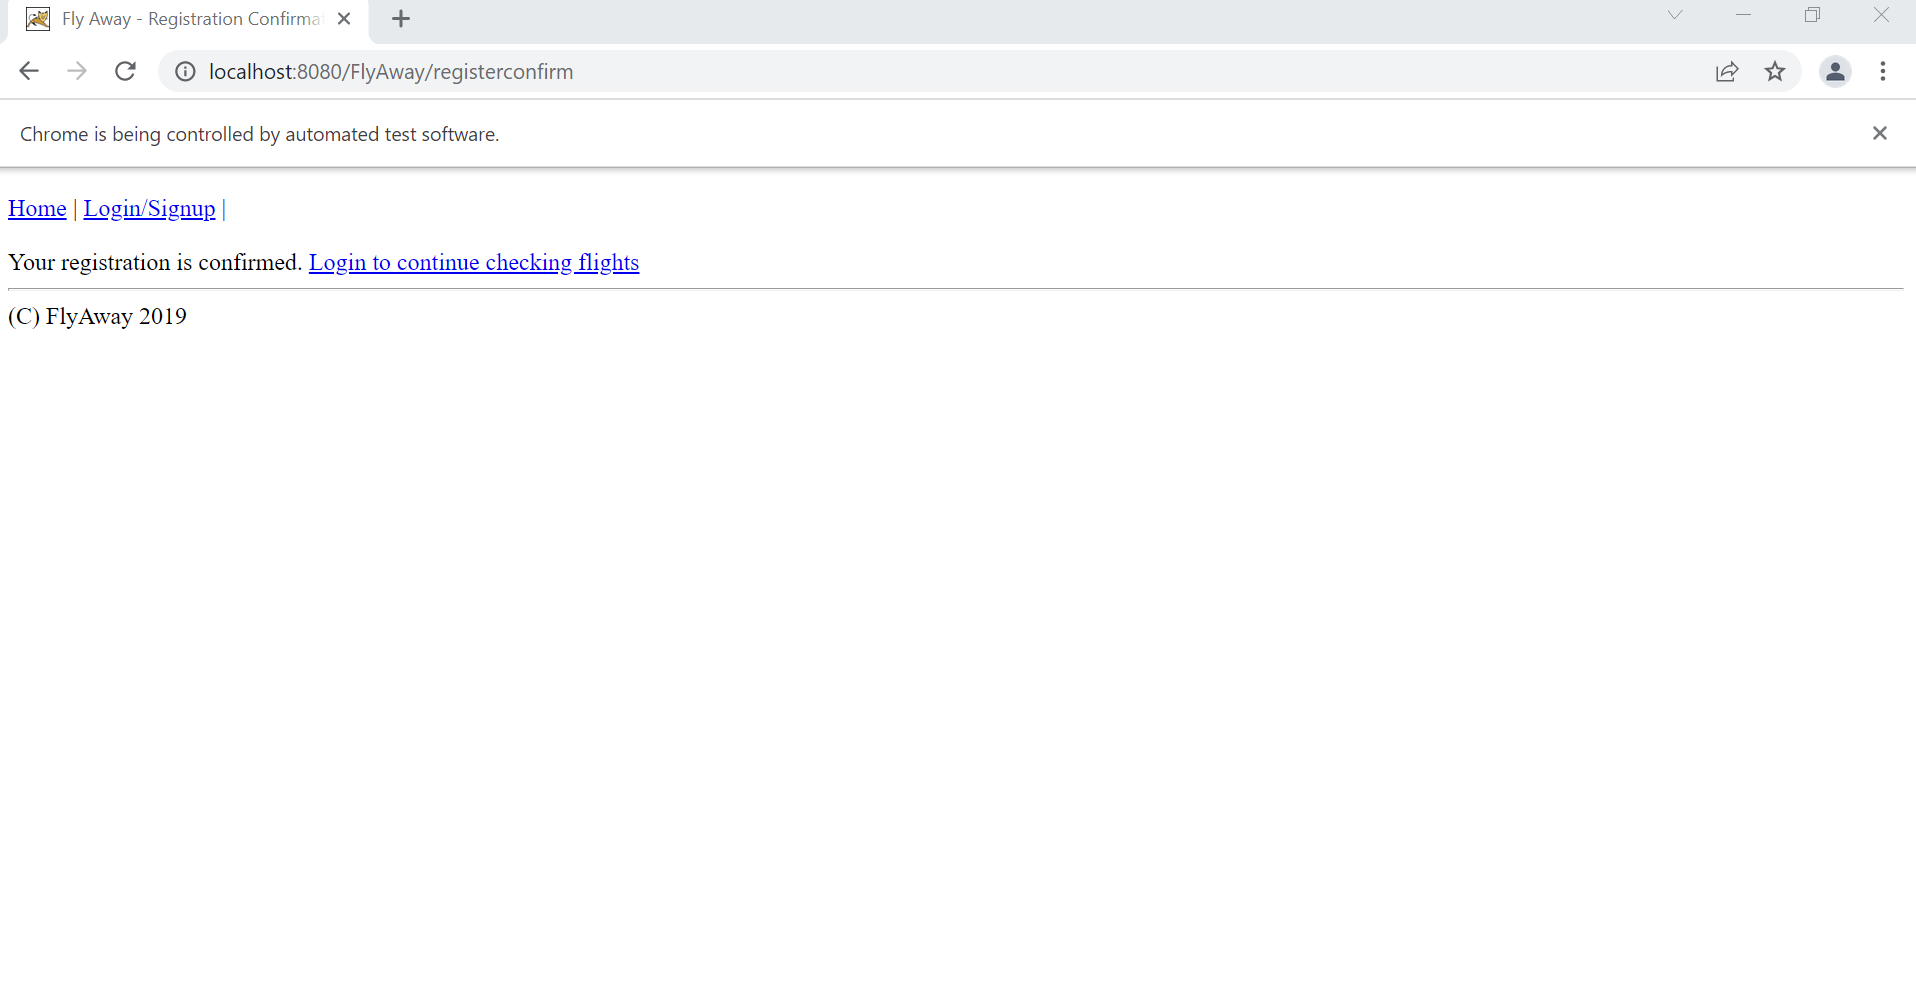 Fly Away - Registration Confirma
localhost:8080/FlyAway/registerconfirm
Chrome is being controlled by automated test software.
Home | Login/Signup |
Your registration is confirmed. Login to continue checking flights
(C) FlyAway 2019